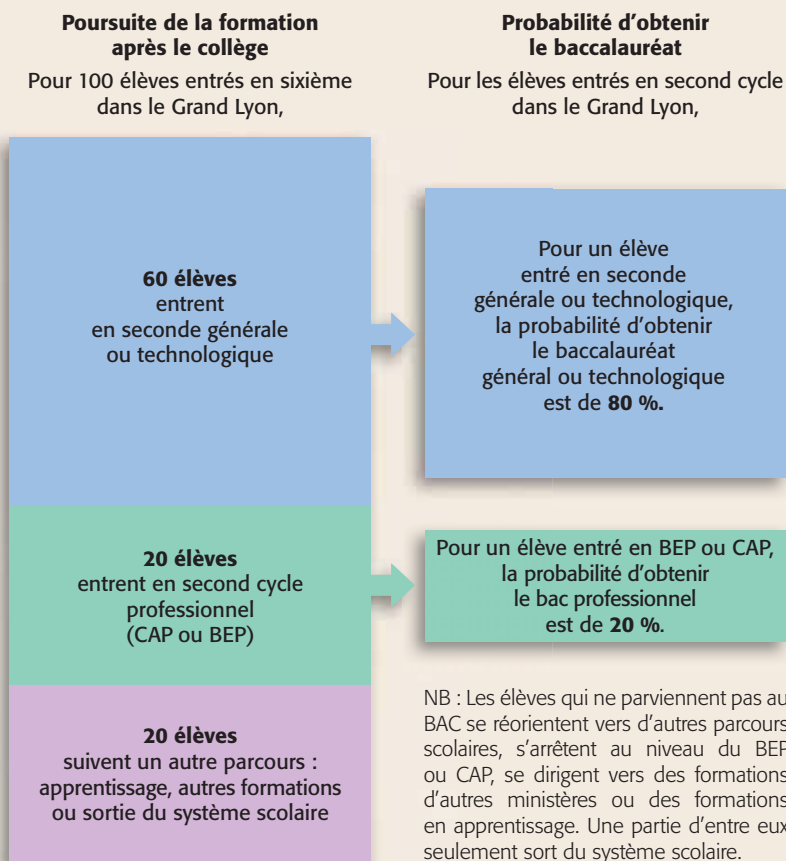 Poursuite de la formation
après le collège
Pour 100 élèves entrés en sixième
dans le Grand Lyon,
60 élèves
entrent
en seconde générale
ou technologique
20 élèves
entrent en second cycle
professionnel
(CAP ou BEP)
20 élèves
suivent un autre parcours :
apprentissage, autres formations
ou sortie du système scolaire
Probabilité d’obtenir
le baccalauréat
Pour les élèves entrés en second cycle
dans le Grand Lyon,
Pour un élève
entré en seconde
générale ou technologique,
la probabilité d’obtenir
le baccalauréat
général ou technologique
est de 80 %.
Pour un élève entré en BEP ou CAP,
la probabilité d’obtenir
le bac professionnel
est de 20 %.
NB : Les élèves qui ne parviennent pas au
BAC se réorientent vers d’autres parcours
scolaires, s’arrêtent au niveau du BEP
ou CAP, se dirigent vers des formations
d’autres ministères ou des formations
en apprentissage. Une partie d’entre eux
seulement sort du système scolaire.